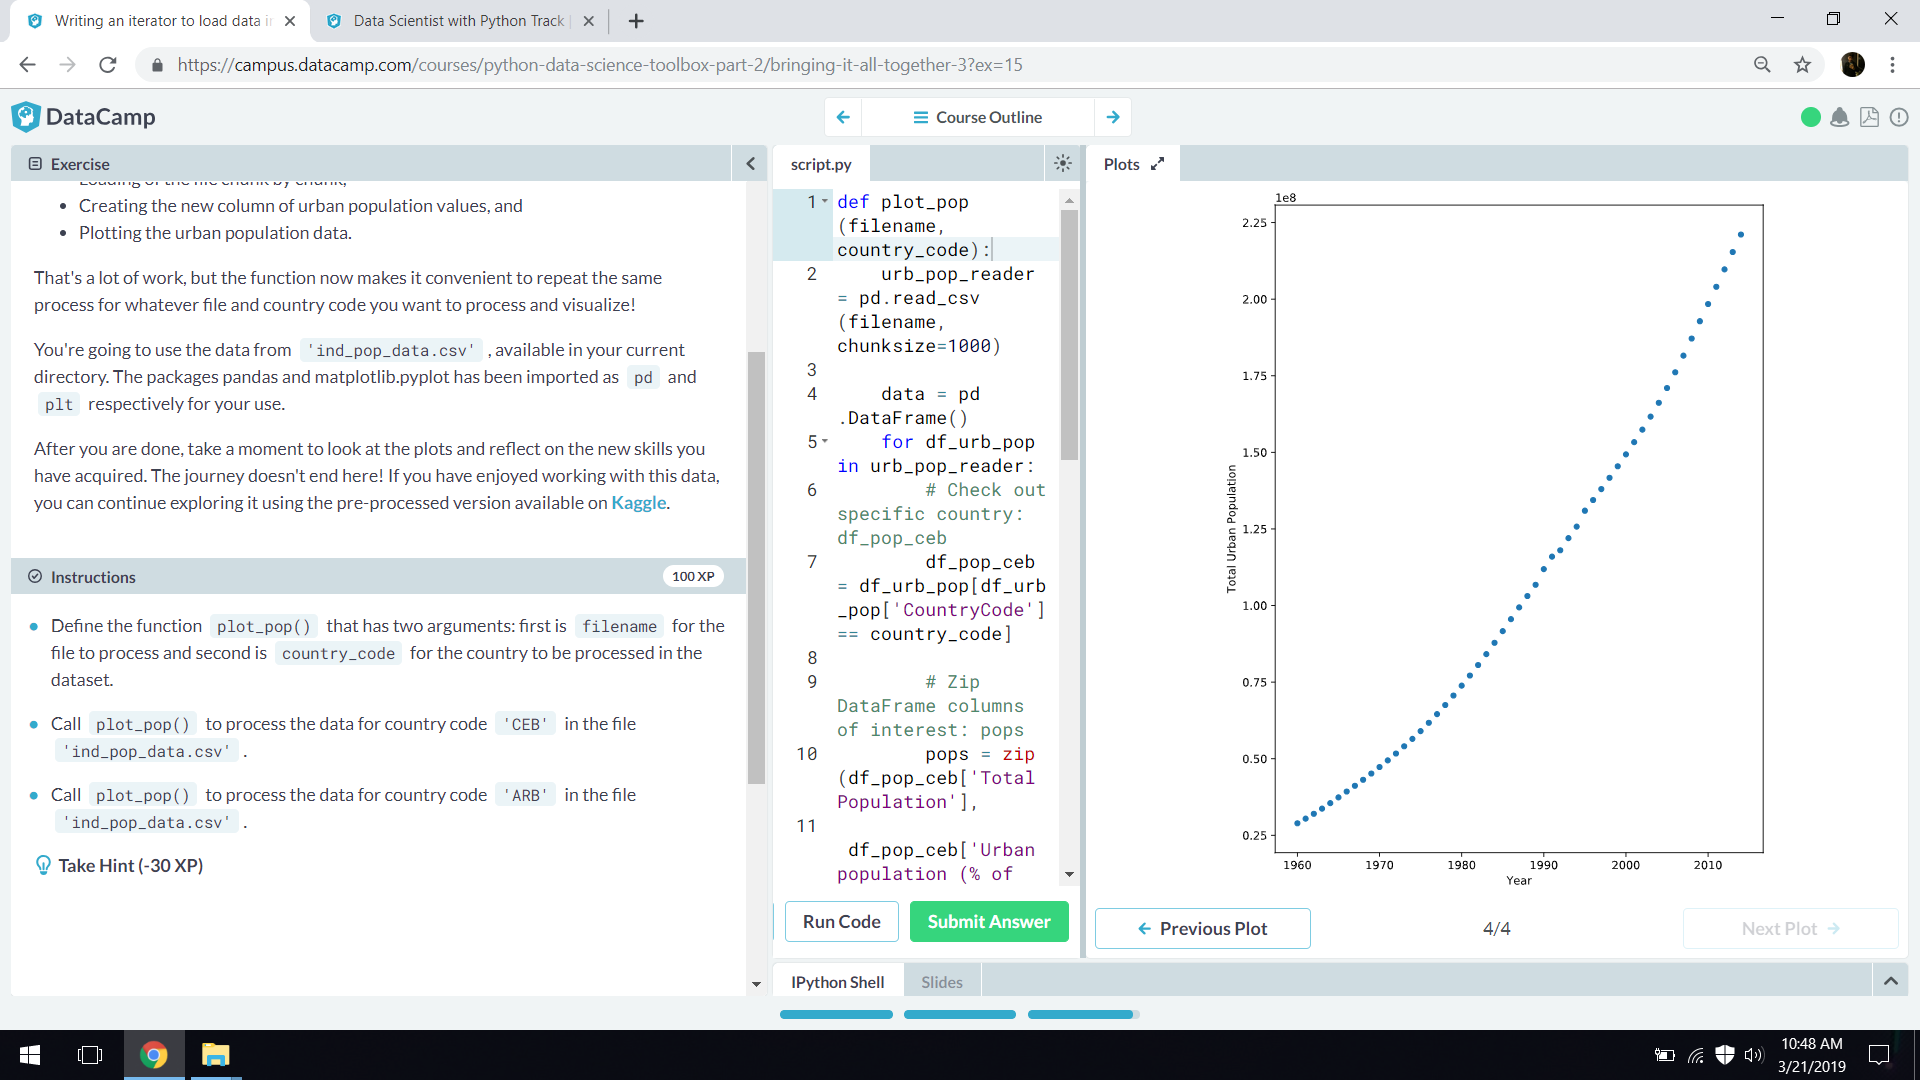 Writing an iterator to load data in
Data Scientist with Python Track
https://campus.datacamp.com/courses/python-data-science-toolbox-part-2/bringing-it-all-together-3?ex=15
DataCamp
Course Outline
Exercise
Loading of the file chunk by chunk,
Creating the new column of urban population values, and
Plotting the urban population data.
That's a lot of work, but the function now makes it convenient to repeat the same
process for whatever file and country code you want to process and visualize!
You're going to use the data from 'ind_pop_data.csv' , available in your current
directory. The packages pandas and matplotlib.pyplot has been imported as pd and
plt respectively for your use.
After you are done, take a moment to look at the plots and reflect on the new skills you
have acquired. The journey doesn't end here! If you have enjoyed working with this data,
you can continue exploring it using the pre-processed version available on Kaggle.
Instructions
100 XP
Define the function plot_pop() that has two arguments: first is filename for the
file to process and second is country_code for the country to be processed in the
dataset.
Call plot_pop() to process the data for country code 'CEB' in the file
'ind_pop_data.csv' .
Call plot_pop() to process the data for country code 'ARB' in the file
'ind_pop_data.csv' .
Take Hint (-30 XP)
script.py
1 def plot_pop
(filename,
country_code):
2 urb_pop_reader
= pd.read_csv
(filename,
chunksize=1000)
3
4 data = pd
.DataFrame()
5 for df_urb_pop
in urb_pop_reader:
6 # Check out
specific country:
df_pop_ceb
7 df_pop_ceb
= df_urb_pop[df_urb
_pop['CountryCode']
== country_code]
8
9 # Zip
DataFrame columns
of interest: pops
10 pops = zip
(df_pop_ceb['Total
Population'],
11
df_pop_ceb['Urban
population (% of
Run Code
Submit Answer
Plots
1e8
2.25
2.00
1.75
1.50
1.25
1.00
0.75
0.50
0.25
Total Urban Population
1960 1970 1980 1990 2000 2010
Year
Previous Plot
4/4
Next Plot
IPython Shell
Slides
10:48 AM
3/21/2019